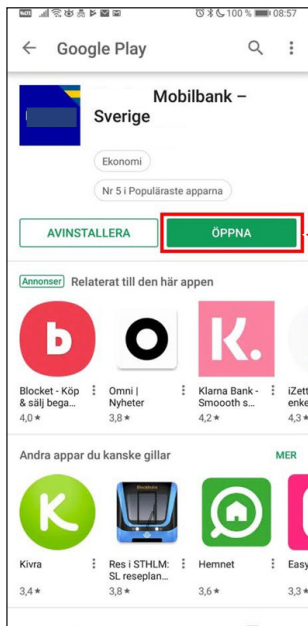 100 % 08:57
Google Play
Mobilbank –
Sverige
Ekonomi
Nr 5 i Populäraste apparna
AVINSTALLERA
ÖPPNA
Annonser Relaterat till den här appen
b
K.
Blocket - Köp
& sälj bega...
4,0 ★
Omni |
Nyheter
3,8 ★
Klarna Bank -
Smoooth s...
4,2 ★
iZett
enke
4,3 ★
Andra appar du kanske gillar
MER
K
Kivra
3,4 ★
Res i STHLM:
SL reseplan...
3,8 ★
Hemnet
3,6 ★
Easy
3,3 ★